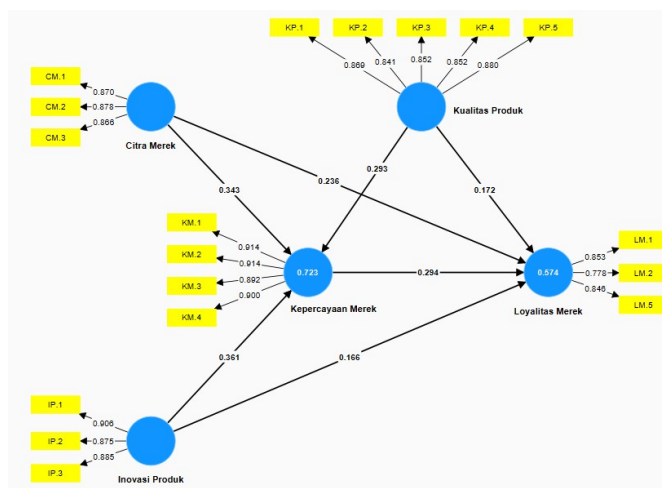 KP.1
KP.2
KP.3
KP.4
KP.5
0.869
0.841
0.852
0.852
0.880
Kualitas Produk
CM.1
CM.2
CM.3
0.870
0.878
0.866
Citra Merek
0.343
0.236
0.293
0.172
KM.1
KM.2
KM.3
KM.4
0.914
0.914
0.892
0.900
0.723
Kepercayaan Merek
0.294
0.574
Loyalitas Merek
LM.1
LM.2
LM.5
0.853
0.778
0.846
0.361
0.166
IP.1
IP.2
IP.3
0.906
0.875
0.885
Inovasi Produk